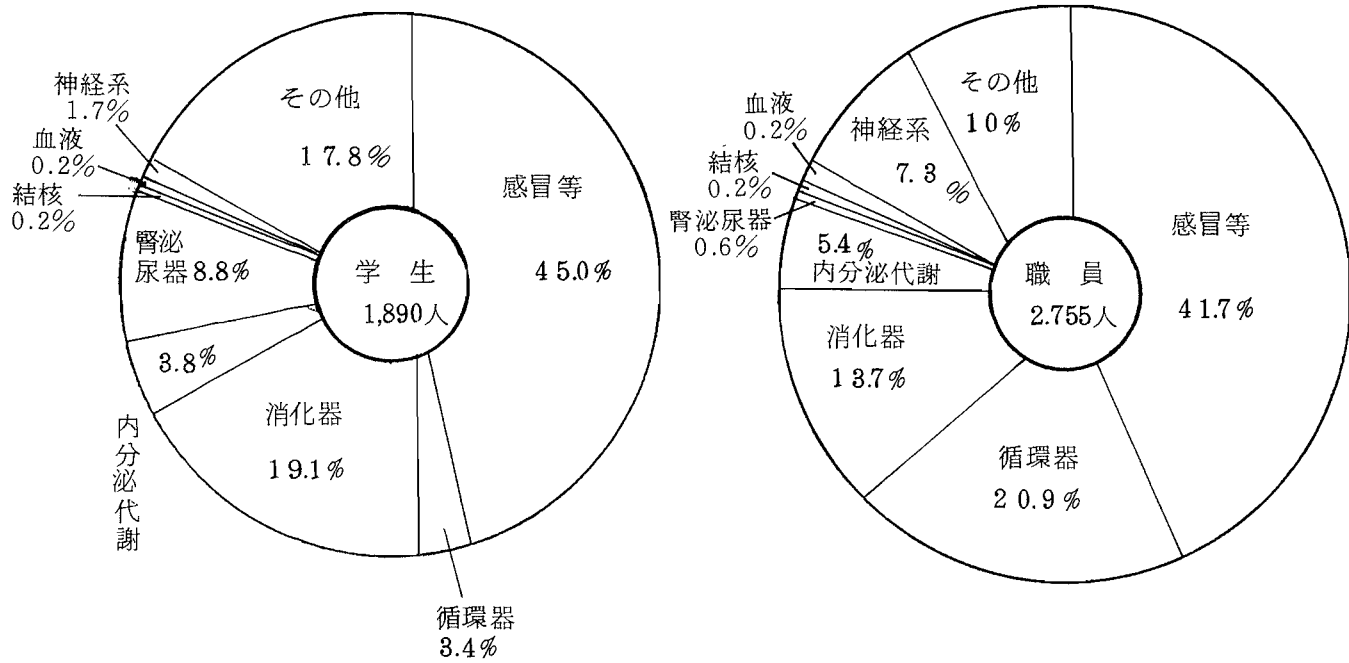 神経系
1.7%
血液
0.2%
結核
0.2%
腎泌
尿器8.8%
3.8%
内分泌代謝
その他
17.8%
感冒等
45.0%
学生
1,890人
消化器
19.1%
循環器
3.4%
血液
0.2%
結核
0.2%
腎泌尿器
0.6%
神経系
7.3%
その他
10%
5.4%
内分泌代謝
感冒等
41.7%
職員
2.755人
消化器
13.7%
循環器
20.9%